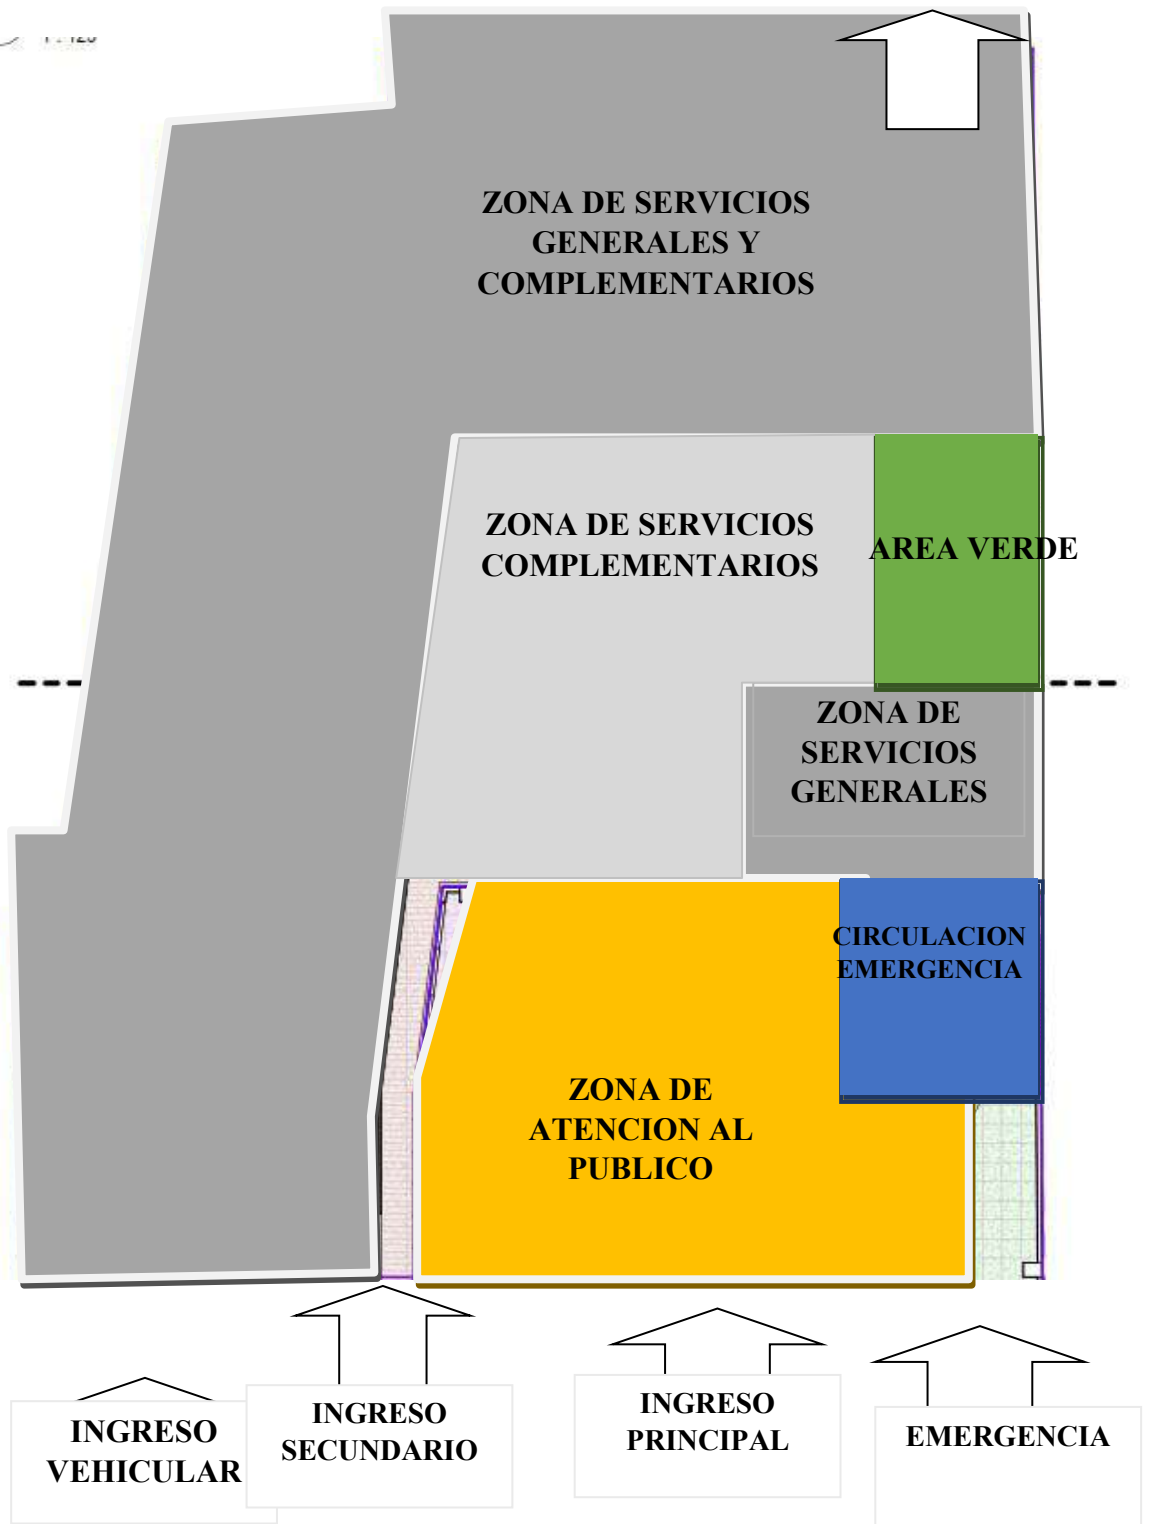 ZONA DE SERVICIOS
GENERALES Y
COMPLEMENTARIOS
ZONA DE SERVICIOS
COMPLEMENTARIOS
AREA VERDE
ZONA DE
SERVICIOS
GENERALES
CIRCULACION
EMERGENCIA
ZONA DE
ATENCION AL
PUBLICO
INGRESO
VEHICULAR
INGRESO
SECUNDARIO
INGRESO
PRINCIPAL
EMERGENCIA